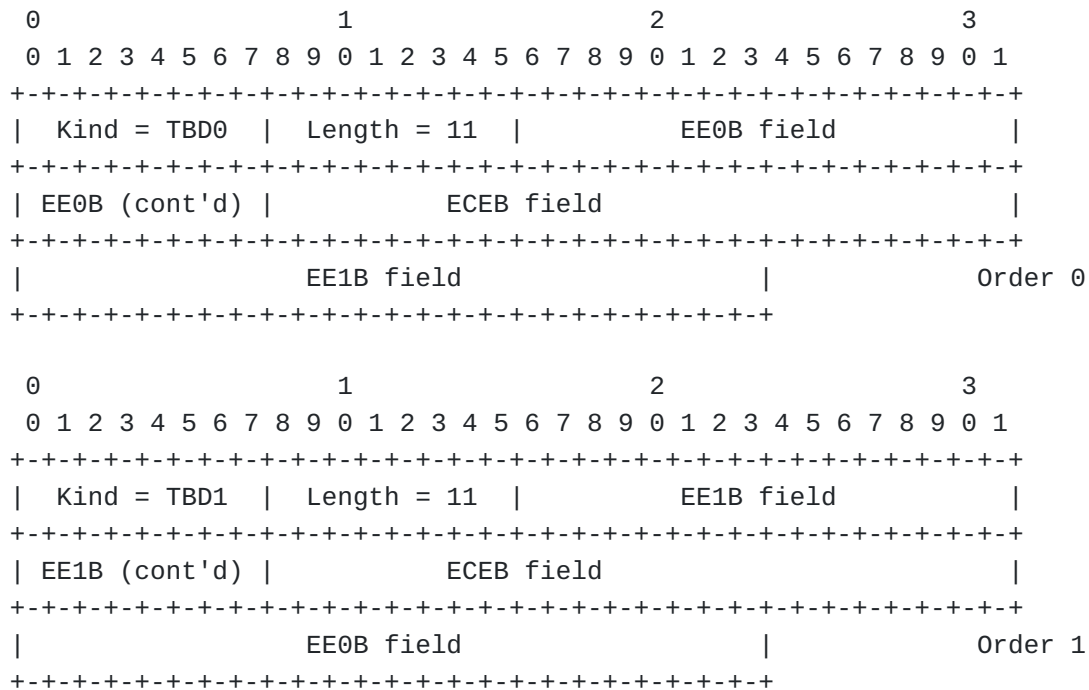 0                   1                   2                   3
 0 1 2 3 4 5 6 7 8 9 0 1 2 3 4 5 6 7 8 9 0 1 2 3 4 5 6 7 8 9 0 1
+-+-+-+-+-+-+-+-+-+-+-+-+-+-+-+-+-+-+-+-+-+-+-+-+-+-+-+-+-+-+-+-+
|  Kind = TBD0  |  Length = 11  |          EE0B field           |
+-+-+-+-+-+-+-+-+-+-+-+-+-+-+-+-+-+-+-+-+-+-+-+-+-+-+-+-+-+-+-+-+
| EE0B (cont'd) |           ECEB field                          |
+-+-+-+-+-+-+-+-+-+-+-+-+-+-+-+-+-+-+-+-+-+-+-+-+-+-+-+-+-+-+-+-+
|                  EE1B field                   |             Order 0
+-+-+-+-+-+-+-+-+-+-+-+-+-+-+-+-+-+-+-+-+-+-+-+-+

 0                   1                   2                   3
 0 1 2 3 4 5 6 7 8 9 0 1 2 3 4 5 6 7 8 9 0 1 2 3 4 5 6 7 8 9 0 1
+-+-+-+-+-+-+-+-+-+-+-+-+-+-+-+-+-+-+-+-+-+-+-+-+-+-+-+-+-+-+-+-+
|  Kind = TBD1  |  Length = 11  |          EE1B field           |
+-+-+-+-+-+-+-+-+-+-+-+-+-+-+-+-+-+-+-+-+-+-+-+-+-+-+-+-+-+-+-+-+
| EE1B (cont'd) |           ECEB field                          |
+-+-+-+-+-+-+-+-+-+-+-+-+-+-+-+-+-+-+-+-+-+-+-+-+-+-+-+-+-+-+-+-+
|                  EE0B field                   |             Order 1
+-+-+-+-+-+-+-+-+-+-+-+-+-+-+-+-+-+-+-+-+-+-+-+-+